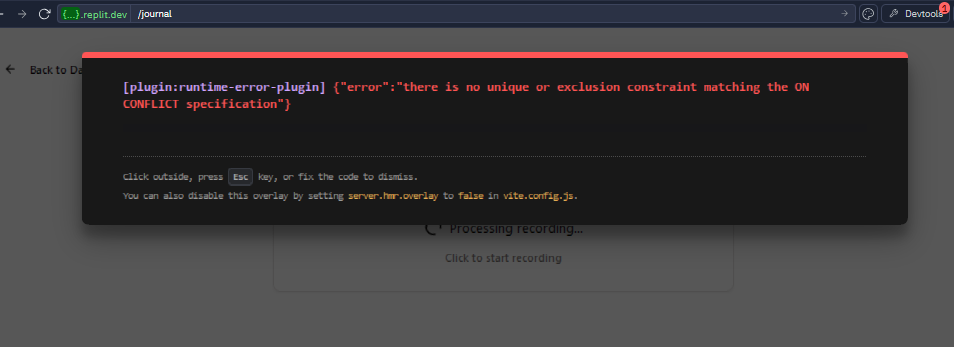 {...}.replit.dev /journal
Devtools 1
Back to Da
[plugin:runtime-error-plugin] {"error":"there is no unique or exclusion constraint matching the ON
CONFLICT specification"}
Click outside, press Esc key, or fix the code to dismiss.
You can also disable this overlay by setting server.hmr.overlay to false in vite.config.js.
Processing recording...
Click to start recording